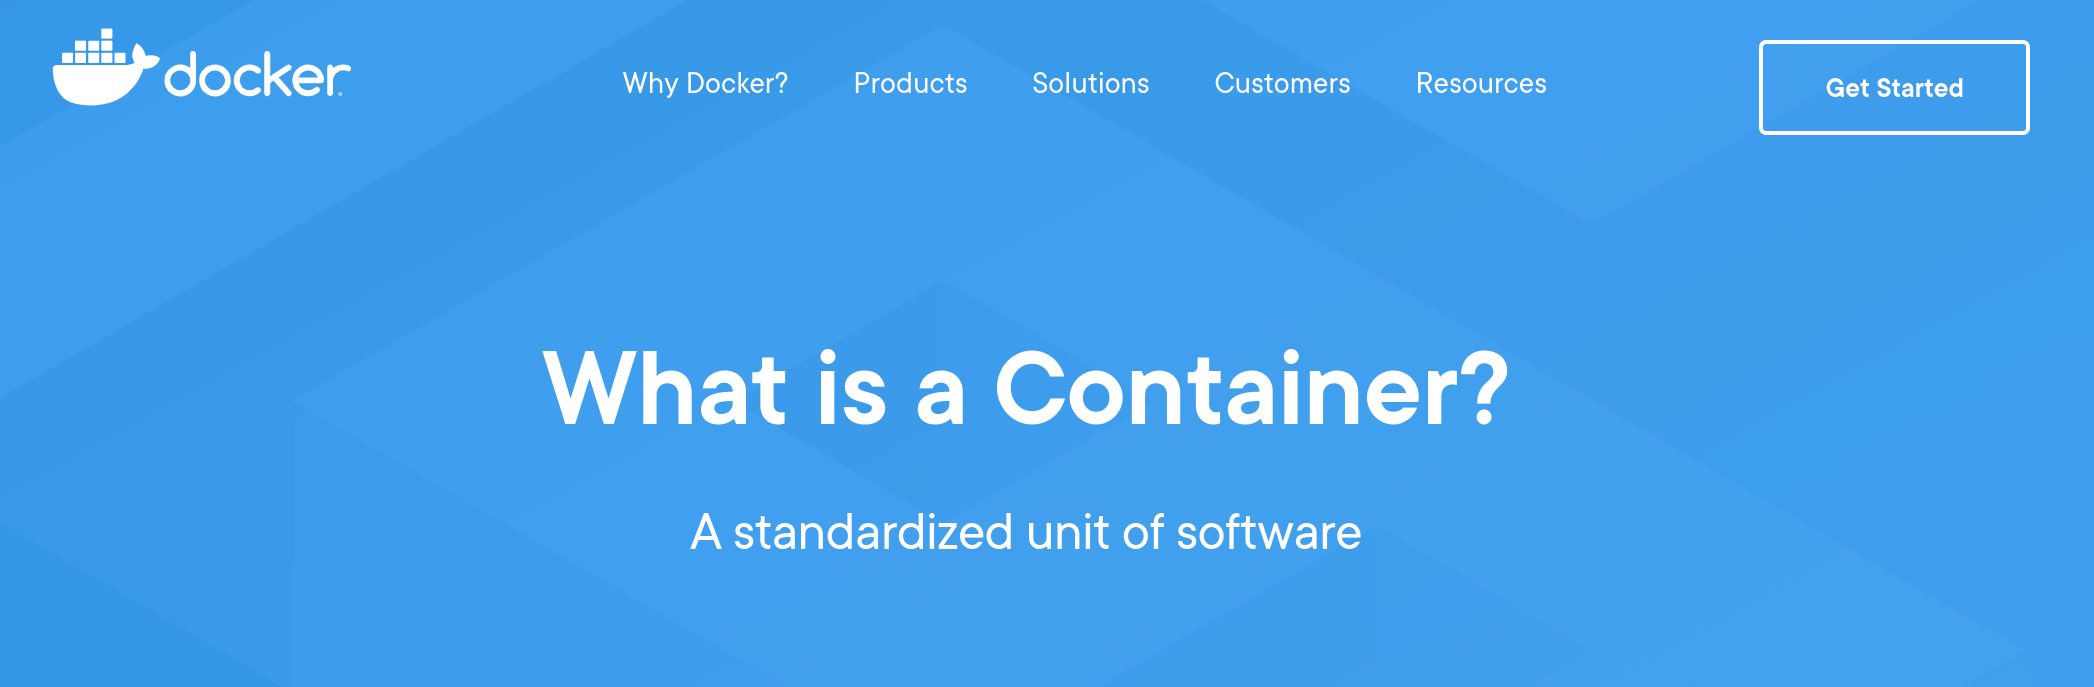 docker
Why Docker? Products Solutions Customers Resources
Get Started
What is a Container?
A standardized unit of software